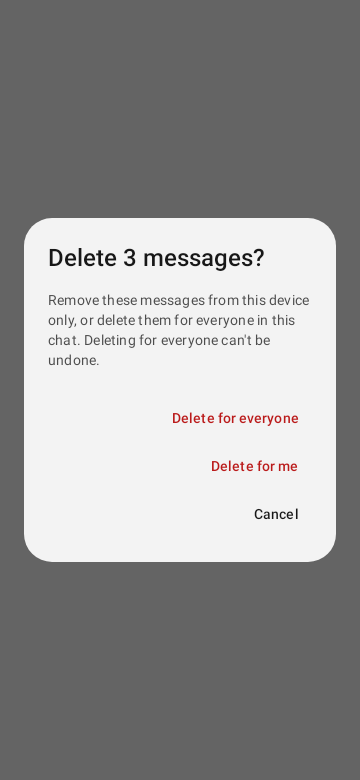 Delete 3 messages?
Remove these messages from this device
only, or delete them for everyone in this
chat. Deleting for everyone can't be
undone.
Delete for everyone
Delete for me
Cancel